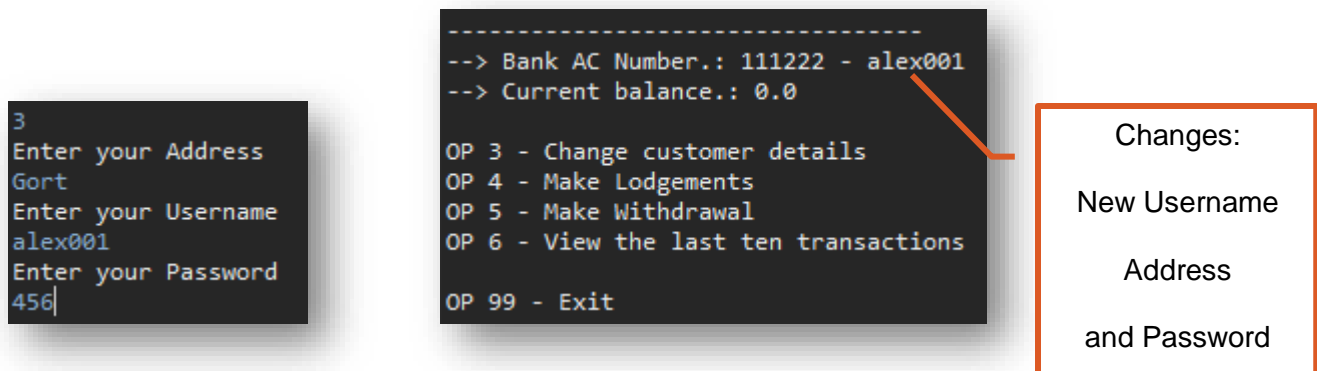 3
Enter your Address
Gort
Enter your Username
alex001
Enter your Password
456
-----------------------------------
--> Bank AC Number.: 111222 - alex001
--> Current balance.: 0.0
OP 3 - Change customer details
OP 4 - Make Lodgements
OP 5 - Make Withdrawal
OP 6 - View the last ten transactions
OP 99 - Exit
Changes:
New Username
Address
and Password